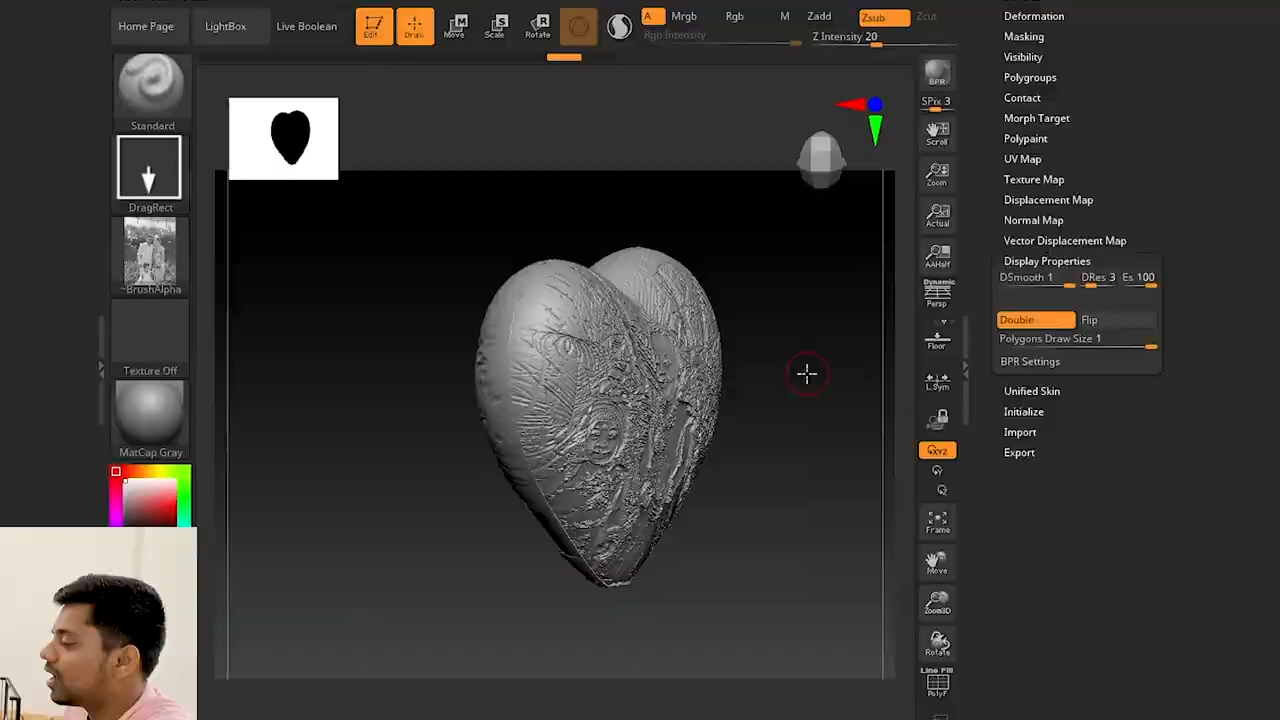 Home Page
LightBox
Live Boolean
Edit
Draw
Move
Scale
Rotate
A
Mrgb
Rgb
M
Zadd
Zsub
Zcut
Rgb Intensity
Z Intensity 20
Standard
DragRect
~BrushAlpha
Texture Off
MatCap Gray
BPR
SPix 3
Scroll
Zoom
Actual
AAHalf
Dynamic
Persp
Floor
L.Sym
XYZ
Frame
Move
Zoom3D
Rotate
Line Fill
PolyF
Deformation
Masking
Visibility
Polygroups
Contact
Morph Target
Polypaint
UV Map
Texture Map
Displacement Map
Normal Map
Vector Displacement Map
Display Properties
DSmooth 1
DRes 3
Es 100
Double
Flip
Polygons Draw Size 1
BPR Settings
Unified Skin
Initialize
Import
Export